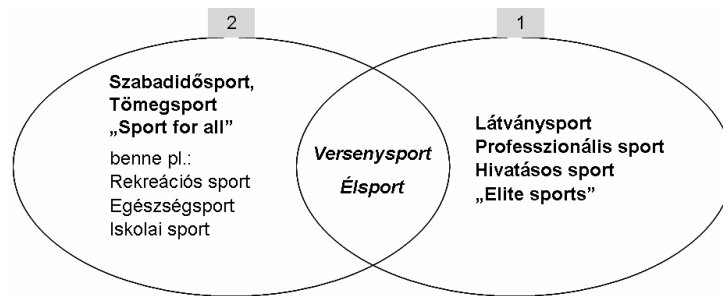 2
1
Szabadidősport,
Tömegsport
„Sport for all”
benne pl.:
Rekreációs sport
Egészségsport
Iskolai sport
Versenysport
Élsport
Látványsport
Professzionális sport
Hivatásos sport
„Elite sports”